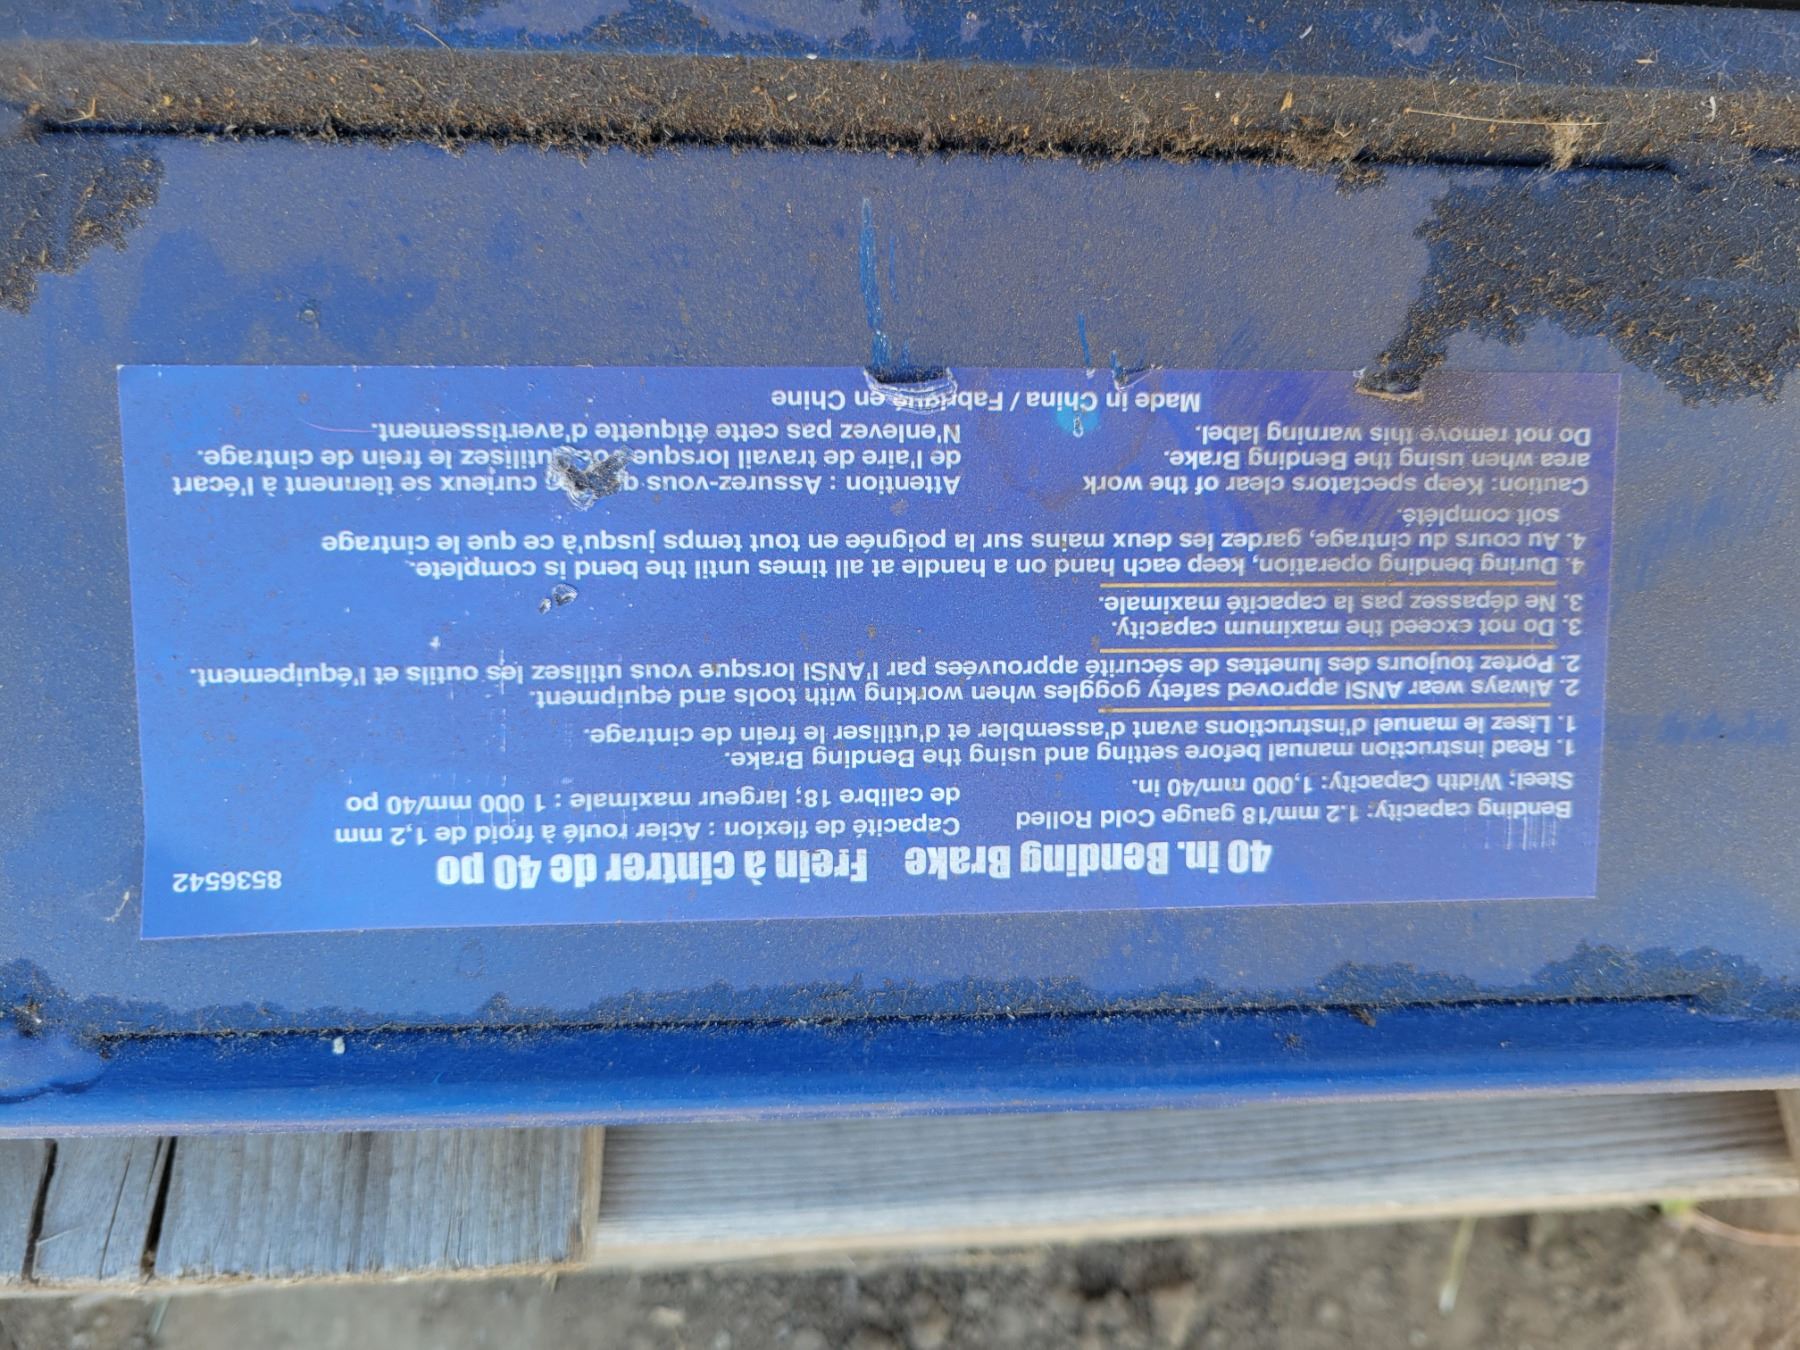 40 in. Bending Brake Frein à cintrer de 40 po
8536542
Bending capacity: 1.2 mm/18 gauge Cold Rolled
Steel; Width Capacity: 1,000 mm/40 in.
Capacité de flexion : Acier roulé à froid de 1,2 mm
de calibre 18; largeur maximale : 1 000 mm/40 po
1. Read instruction manual before setting and using the Bending Brake.
1. Lisez le manuel d'instructions avant d'assembler et d'utiliser le frein de cintrage.
2. Always wear ANSI approved safety goggles when working with tools and equipment.
2. Portez toujours des lunettes de sécurité approuvées par l'ANSI lorsque vous utilisez les outils et l'équipement.
3. Do not exceed the maximum capacity.
3. Ne dépassez pas la capacité maximale.
4. During bending operation, keep each hand on a handle at all times until the bend is complete.
4. Au cours du cintrage, gardez les deux mains sur la poignée en tout temps jusqu'à ce que le cintrage
soit complété.
Caution: Keep spectators clear of the work
area when using the Bending Brake.
Do not remove this warning label.
Attention : Assurez-vous curieux se tiennent à l'écart
de l'aire de travail lorsque utilisez le frein de cintrage.
N'enlevez pas cette étiquette d'avertissement.
Made in China / Fabriqué en Chine